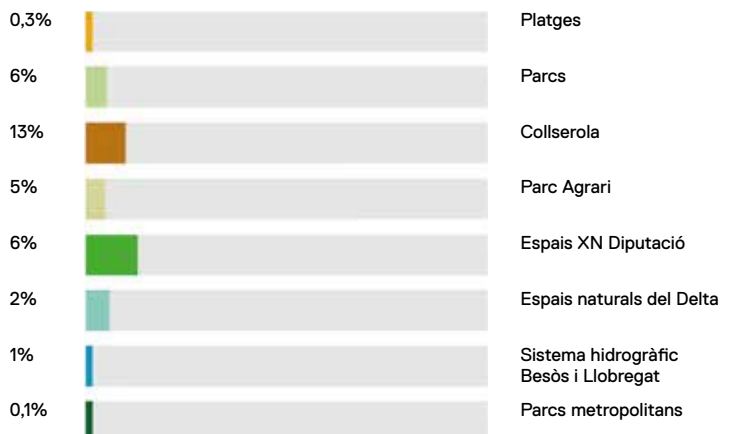 0,3% Platges
6% Parcs
13% Collserola
5% Parc Agrari
6% Espais XN Diputació
2% Espais naturals del Delta
1% Sistema hidrogràfic
Besòs i Llobregat
0,1% Parcs metropolitans